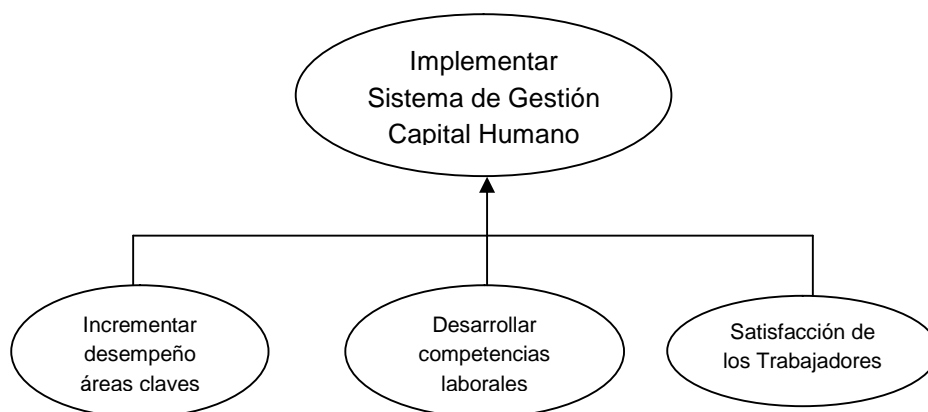 Implementar
Sistema de Gestión
Capital Humano
Incrementar
desempeño
áreas claves
Desarrollar
competencias
laborales
Satisfacción de
los Trabajadores